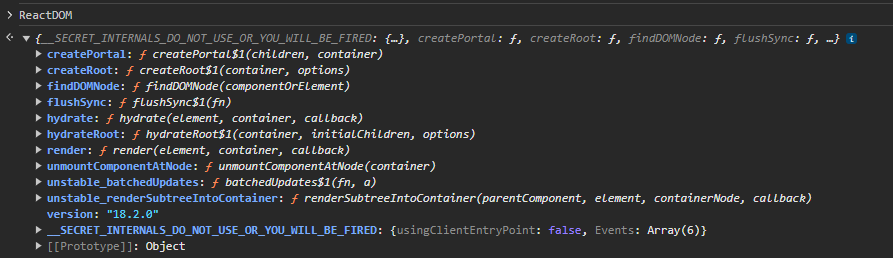 > ReactDOM
{__SECRET_INTERNALS_DO_NOT_USE_OR_YOU_WILL_BE_FIRED: {…}, createPortal: ƒ, createRoot: ƒ, findDOMNode: ƒ, flushSync: ƒ, …} i
createPortal: ƒ createPortal$1(children, container)
createRoot: ƒ createRoot$1(container, options)
findDOMNode: ƒ findDOMNode(componentOrElement)
flushSync: ƒ flushSync$1(fn)
hydrate: ƒ hydrate(element, container, callback)
hydrateRoot: ƒ hydrateRoot$1(container, initialChildren, options)
render: ƒ render(element, container, callback)
unmountComponentAtNode: ƒ unmountComponentAtNode(container)
unstable_batchedUpdates: ƒ batchedUpdates$1(fn, a)
unstable_renderSubtreeIntoContainer: ƒ renderSubtreeIntoContainer(parentComponent, element, containerNode, callback)
version: "18.2.0"
__SECRET_INTERNALS_DO_NOT_USE_OR_YOU_WILL_BE_FIRED: {usingClientEntryPoint: false, Events: Array(6)}
[[Prototype]]: Object